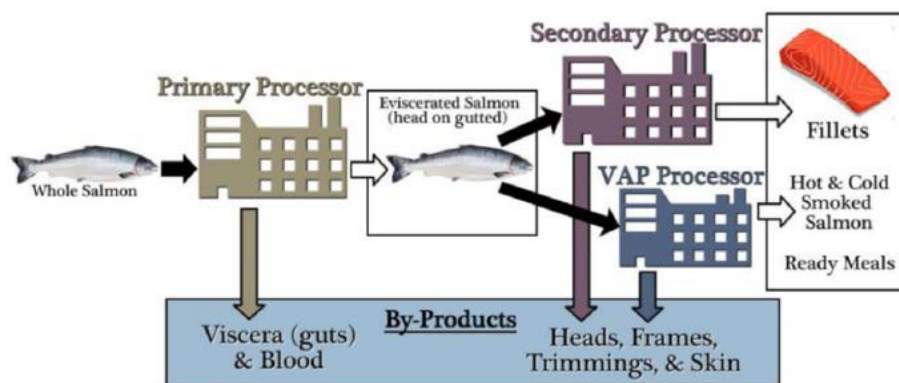 Secondary Processor
Primary Processor
Eviscerated Salmon
(head on gutted)
Fillets
Whole Salmon
VAP Processor
Hot & Cold
Smoked
Salmon
Ready Meals
By-Products
Viscera (guts)
& Blood
Heads, Frames,
Trimmings, & Skin